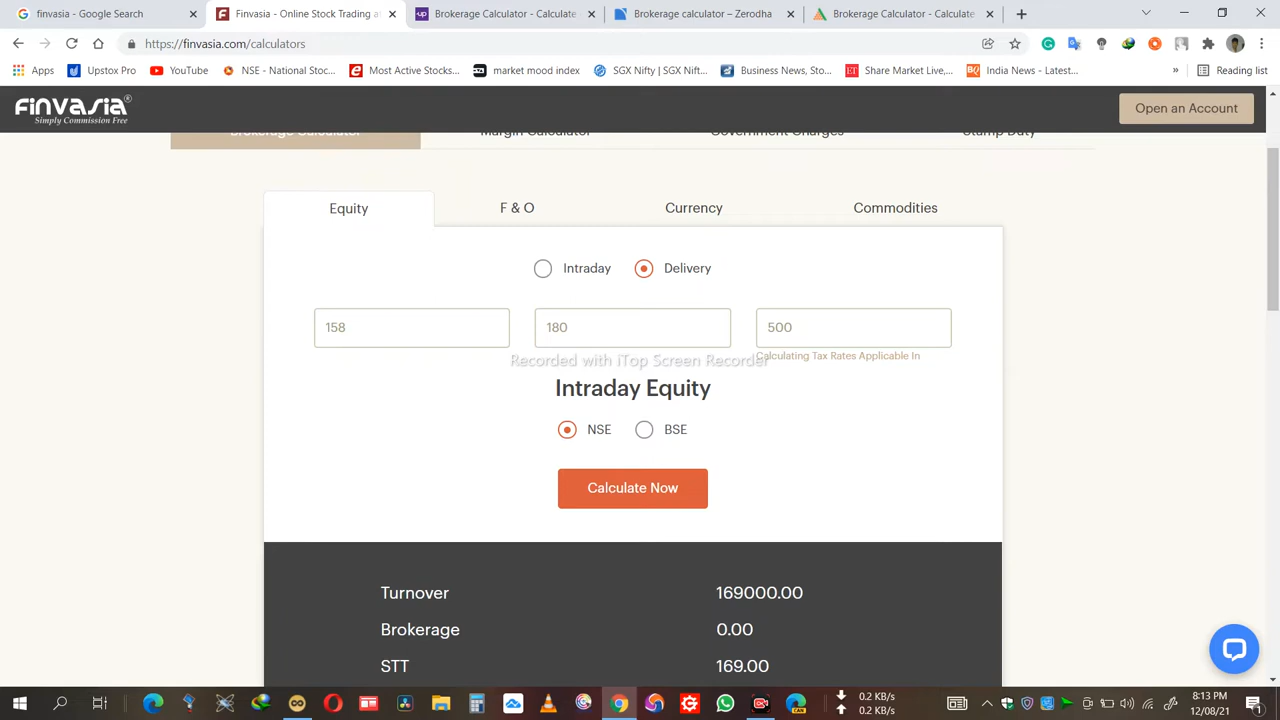 finvasia - Google Search
Finvasia - Online Stock Trading a
Brokerage Calculator - Calculate
Brokerage calculator – Zerodha
Brokerage Calculator - Calculate
https://finvasia.com/calculators
Apps
Upstox Pro
YouTube
NSE - National Stoc...
Most Active Stocks...
market mood index
SGX Nifty | SGX Nift...
Business News, Sto...
Share Market Live,...
India News - Latest...
»
Reading list
finvasia®
Simply Commission Free
Open an Account
Brokerage Calculator
Margin Calculator
Government Charges
Stamp Duty
Equity
F & O
Currency
Commodities
Intraday
Delivery
158
180
500
Recorded with iTop Screen Recorder
Calculating Tax Rates Applicable In
Intraday Equity
NSE
BSE
Calculate Now
Turnover
169000.00
Brokerage
0.00
STT
169.00
0.2 KB/s
0.2 KB/s
8:13 PM
12/08/21